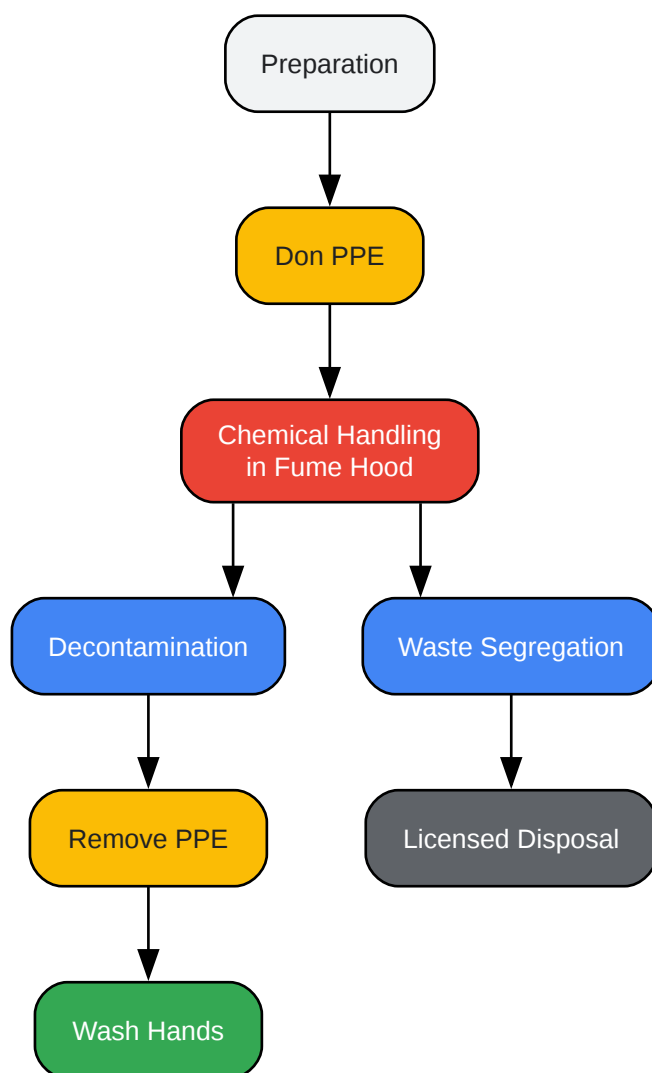 Preparation
Don PPE
Chemical Handling
in Fume Hood
Decontamination
Waste Segregation
Remove PPE
Licensed Disposal
Wash Hands